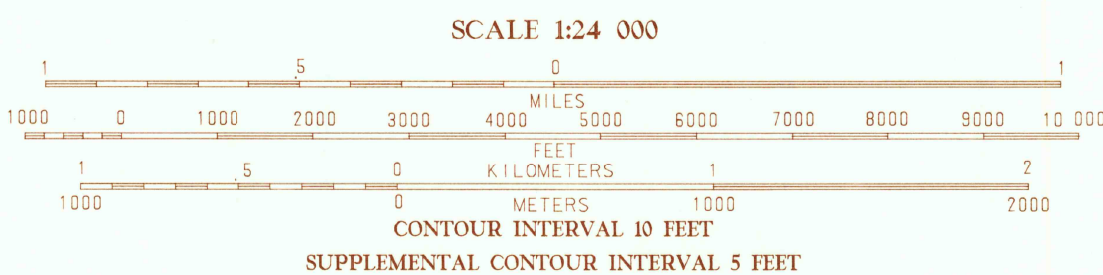 SCALE 1:24 000
1 .5 0 1
MILES
1000 0 1000 2000 3000 4000 5000 6000 7000 8000 9000 10 000
FEET
1 .5 0 KILOMETERS 1 2
1000 0 METERS 1000 2000
CONTOUR INTERVAL 10 FEET
SUPPLEMENTAL CONTOUR INTERVAL 5 FEET